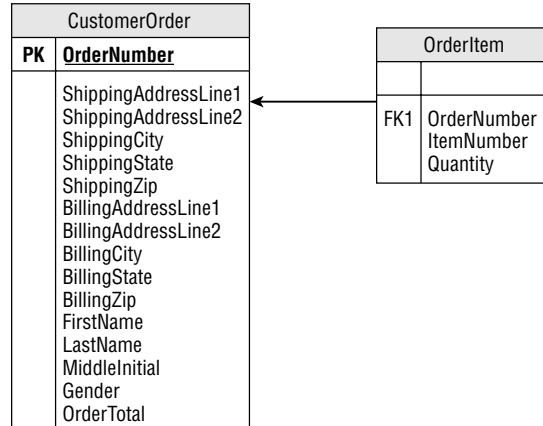 CustomerOrder
PK OrderNumber
ShippingAddressLine1
ShippingAddressLine2
ShippingCity
ShippingState
ShippingZip
BillingAddressLine1
BillingAddressLine2
BillingCity
BillingState
BillingZip
FirstName
LastName
MiddleInitial
Gender
OrderTotal
OrderItem
FK1 OrderNumber
ItemNumber
Quantity